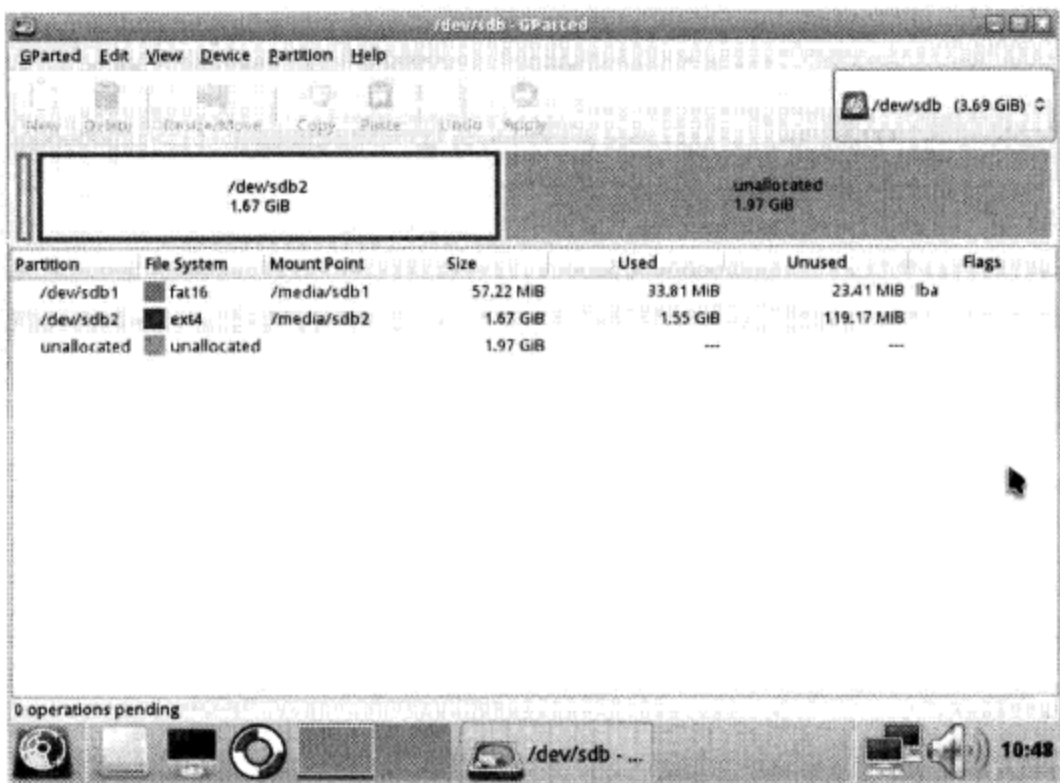 /dev/sdb - GParted
GParted Edit View Device Partition Help
New Delete Resize/Move Copy Paste Undo Apply
/dev/sdb (3.69 GiB)
/dev/sdb2
1.67 GiB
unallocated
1.97 GiB
Partition File System Mount Point Size Used Unused Flags
/dev/sdb1 fat16 /media/sdb1 57.22 MiB 33.81 MiB 23.41 MiB lba
/dev/sdb2 ext4 /media/sdb2 1.67 GiB 1.55 GiB 119.17 MiB
unallocated unallocated 1.97 GiB --- ---
0 operations pending
/dev/sdb - ...
10:48